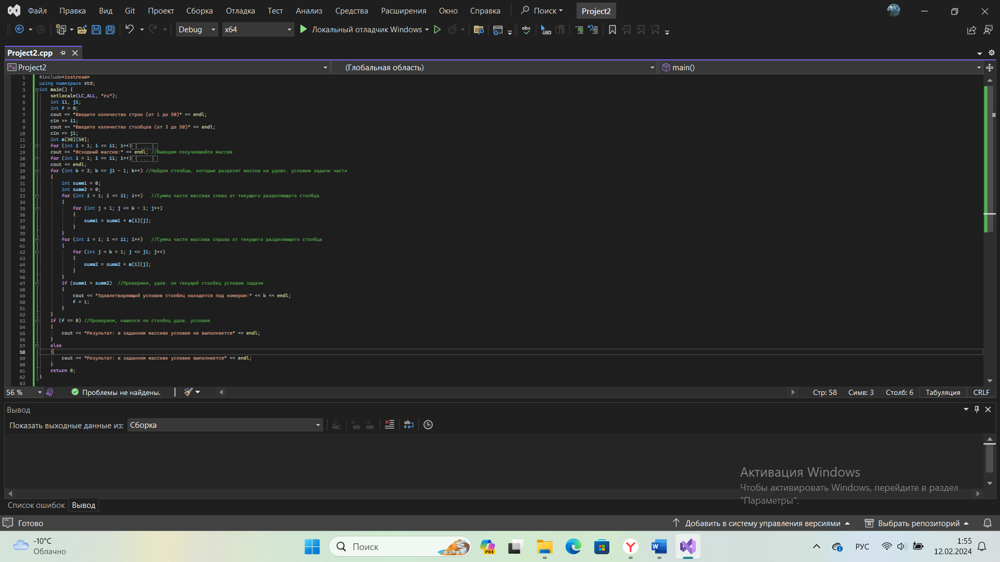 Файл Правка Вид Git Проект Сборка Отладка Тест Анализ Средства Расширения Окно Справка Поиск Project2
Debug x64 Локальный отладчик Windows
Project2.cpp
Project2 (Глобальная область) main()
1 #include<iostream>
2 using namespace std;
3 int main() {
4 setlocale(LC_ALL, "ru");
5 int i1, j1;
6 int f = 0;
7 cout << "Введите количество строк (от 1 до 50)" << endl;
8 cin >> i1;
9 cout << "Введите количество столбцов (от 3 до 50)" << endl;
10 cin >> j1;
11 int m[50][50];
12 for (int i = 1; i <= i1; i++) { ... }
19 cout << "Исходный массив:" << endl; //Выводим получившийся массив
20 for (int i = 1; i <= i1; i++) { ... }
28 cout << endl;
29 for (int k = 2; k <= j1 - 1; k++) //Найдем столбцы, которые разделят массив на удовл. условию задачи части
30 {
31 int summ1 = 0;
32 int summ2 = 0;
33 for (int i = 1; i <= i1; i++) //Сумма части массива слева от текущего разделяющего столбца
34 {
35 for (int j = 1; j <= k - 1; j++)
36 {
37 summ1 = summ1 + m[i][j];
38 }
39 }
40 for (int i = 1; i <= i1; i++) //Сумма части массива справа от текущего разделяющего столбца
41 {
42 for (int j = k + 1; j <= j1; j++)
43 {
44 summ2 = summ2 + m[i][j];
45 }
46 }
47 if (summ1 > summ2) //Проверяем, удов. ли текущий столбец условию задачи
48 {
49 cout << "Удовлетворяющий условию столбец находится под номером:" << k << endl;
50 f = 1;
51 }
52 }
53 if (f == 0) //Проверяем, нашелся ли столбец удов. условию
54 {
55 cout << "Результат: в заданном массиве условие не выполняется" << endl;
56 }
57 else
58 {
59 cout << "Результат: в заданном массиве условие выполняется" << endl;
60 }
61 return 0;
62 }
63
56 % Проблемы не найдены. Стр: 58 Симв: 3 Столб: 6 Табуляция CRLF
Вывод
Показать выходные данные из: Сборка
Активация Windows
Чтобы активировать Windows, перейдите в раздел
"Параметры".
Список ошибок Вывод
Готово Добавить в систему управления версиями Выбрать репозиторий
-10°C
Облачно
Поиск
PRE
РУС
1:55
12.02.2024